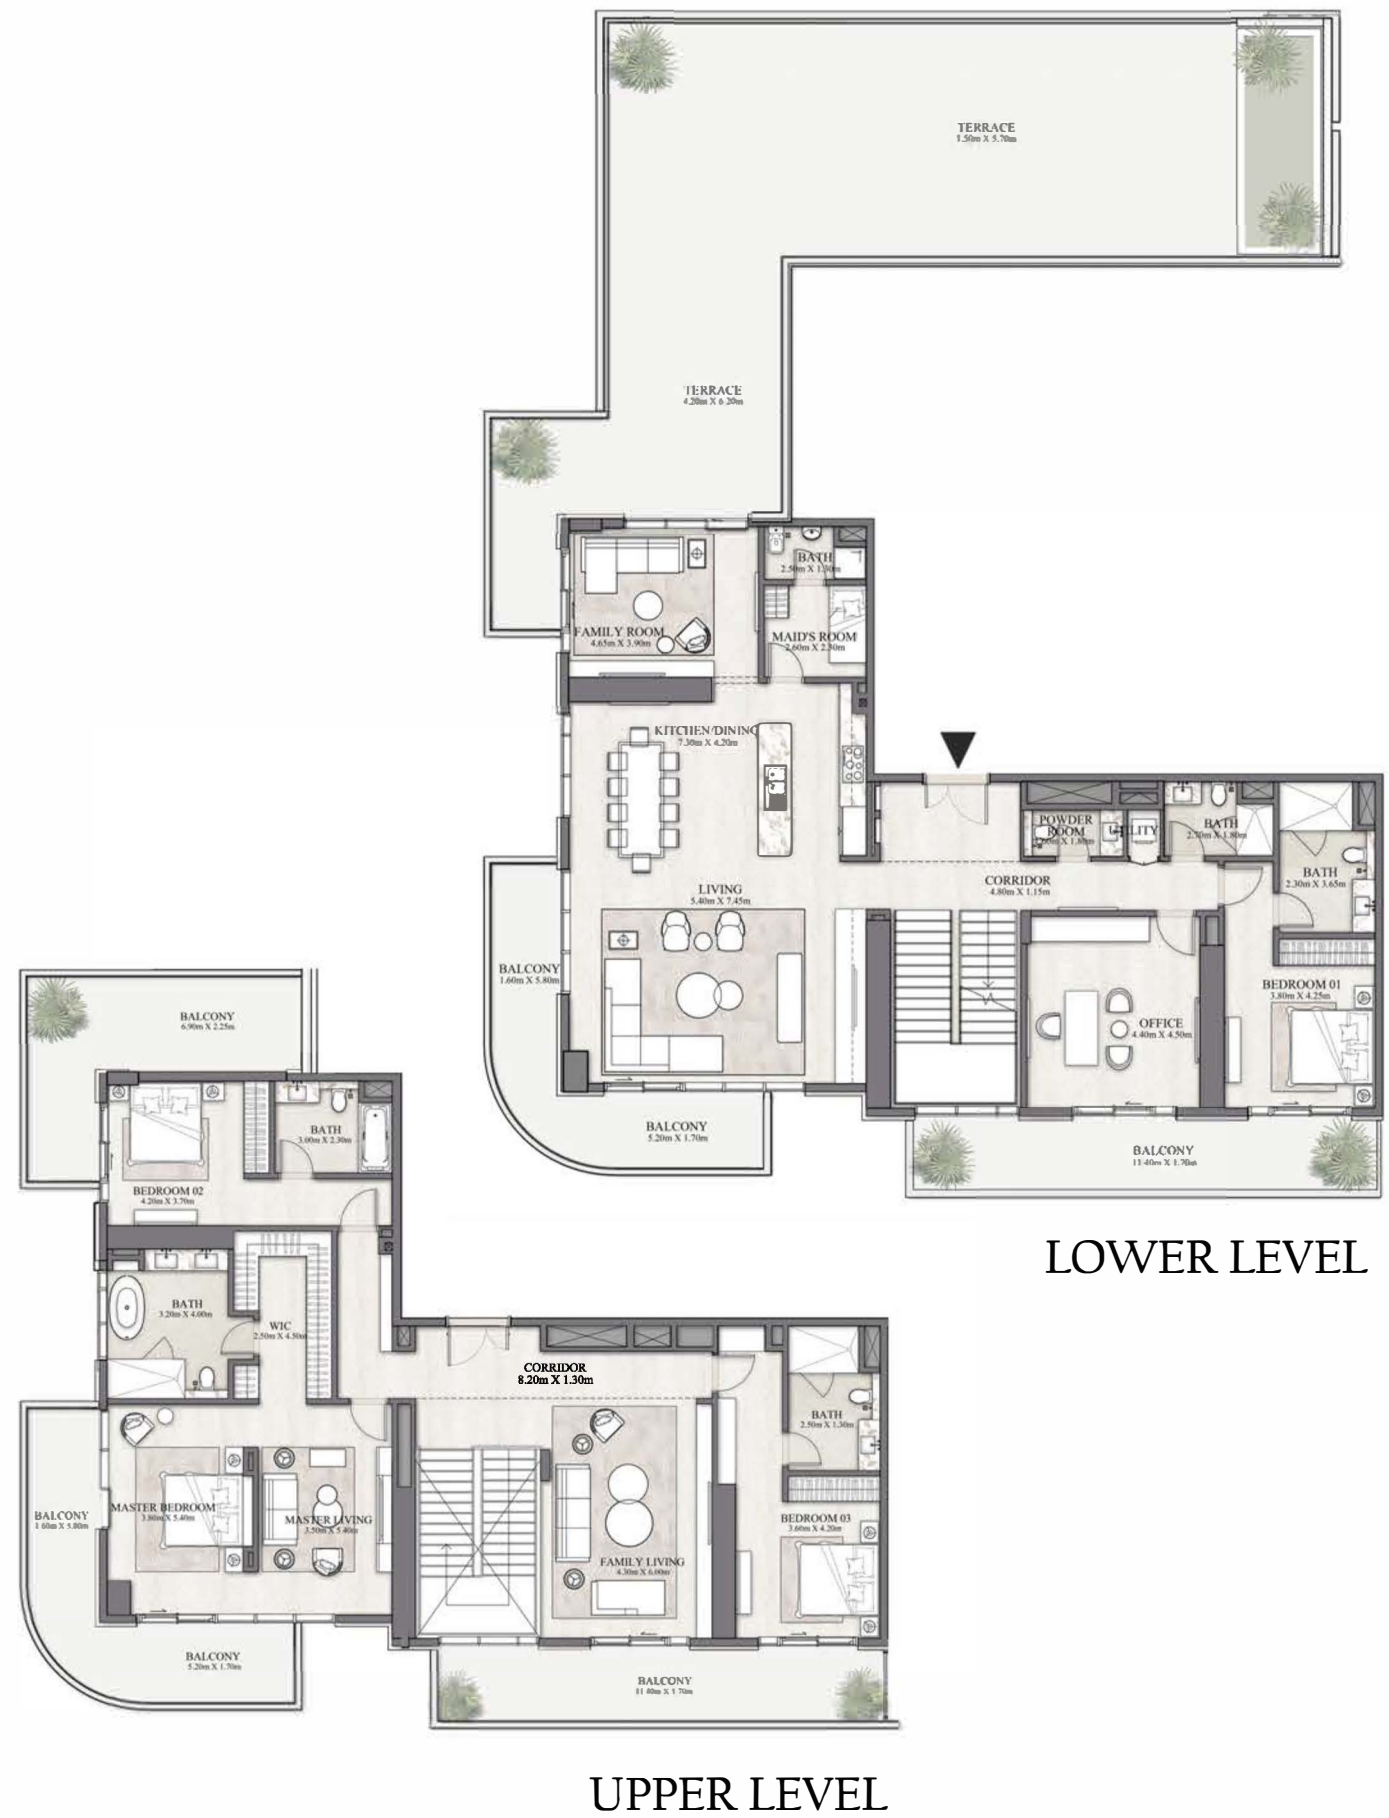 TERRACE
1.50m X 5.70m
TERRACE
4.20m X 6.20m
BATH
2.50m X 1.30m
FAMILY ROOM
4.65m X 3.90m
MAID'S ROOM
2.60m X 2.30m
KITCHEN/DINING
7.30m X 4.20m
POWDER
ROOM
UTILITY
BATH
2.70m X 1.80m
BATH
2.30m X 3.65m
CORRIDOR
4.80m X 1.15m
LIVING
5.40m X 7.45m
BALCONY
1.60m X 5.80m
BEDROOM 01
3.80m X 4.25m
OFFICE
4.40m X 4.50m
BALCONY
5.20m X 1.70m
BALCONY
11.40m X 1.70m
LOWER LEVEL
BALCONY
6.90m X 2.25m
BATH
3.00m X 2.30m
BEDROOM 02
4.20m X 3.70m
BATH
3.20m X 4.00m
WIC
2.50m X 4.50m
CORRIDOR
8.20m X 1.30m
BATH
2.50m X 1.30m
MASTER BEDROOM
3.80m X 5.40m
MASTER LIVING
3.50m X 5.40m
BALCONY
1.60m X 5.80m
BEDROOM 03
3.60m X 4.20m
FAMILY LIVING
4.30m X 6.00m
BALCONY
5.20m X 1.70m
BALCONY
UPPER LEVEL